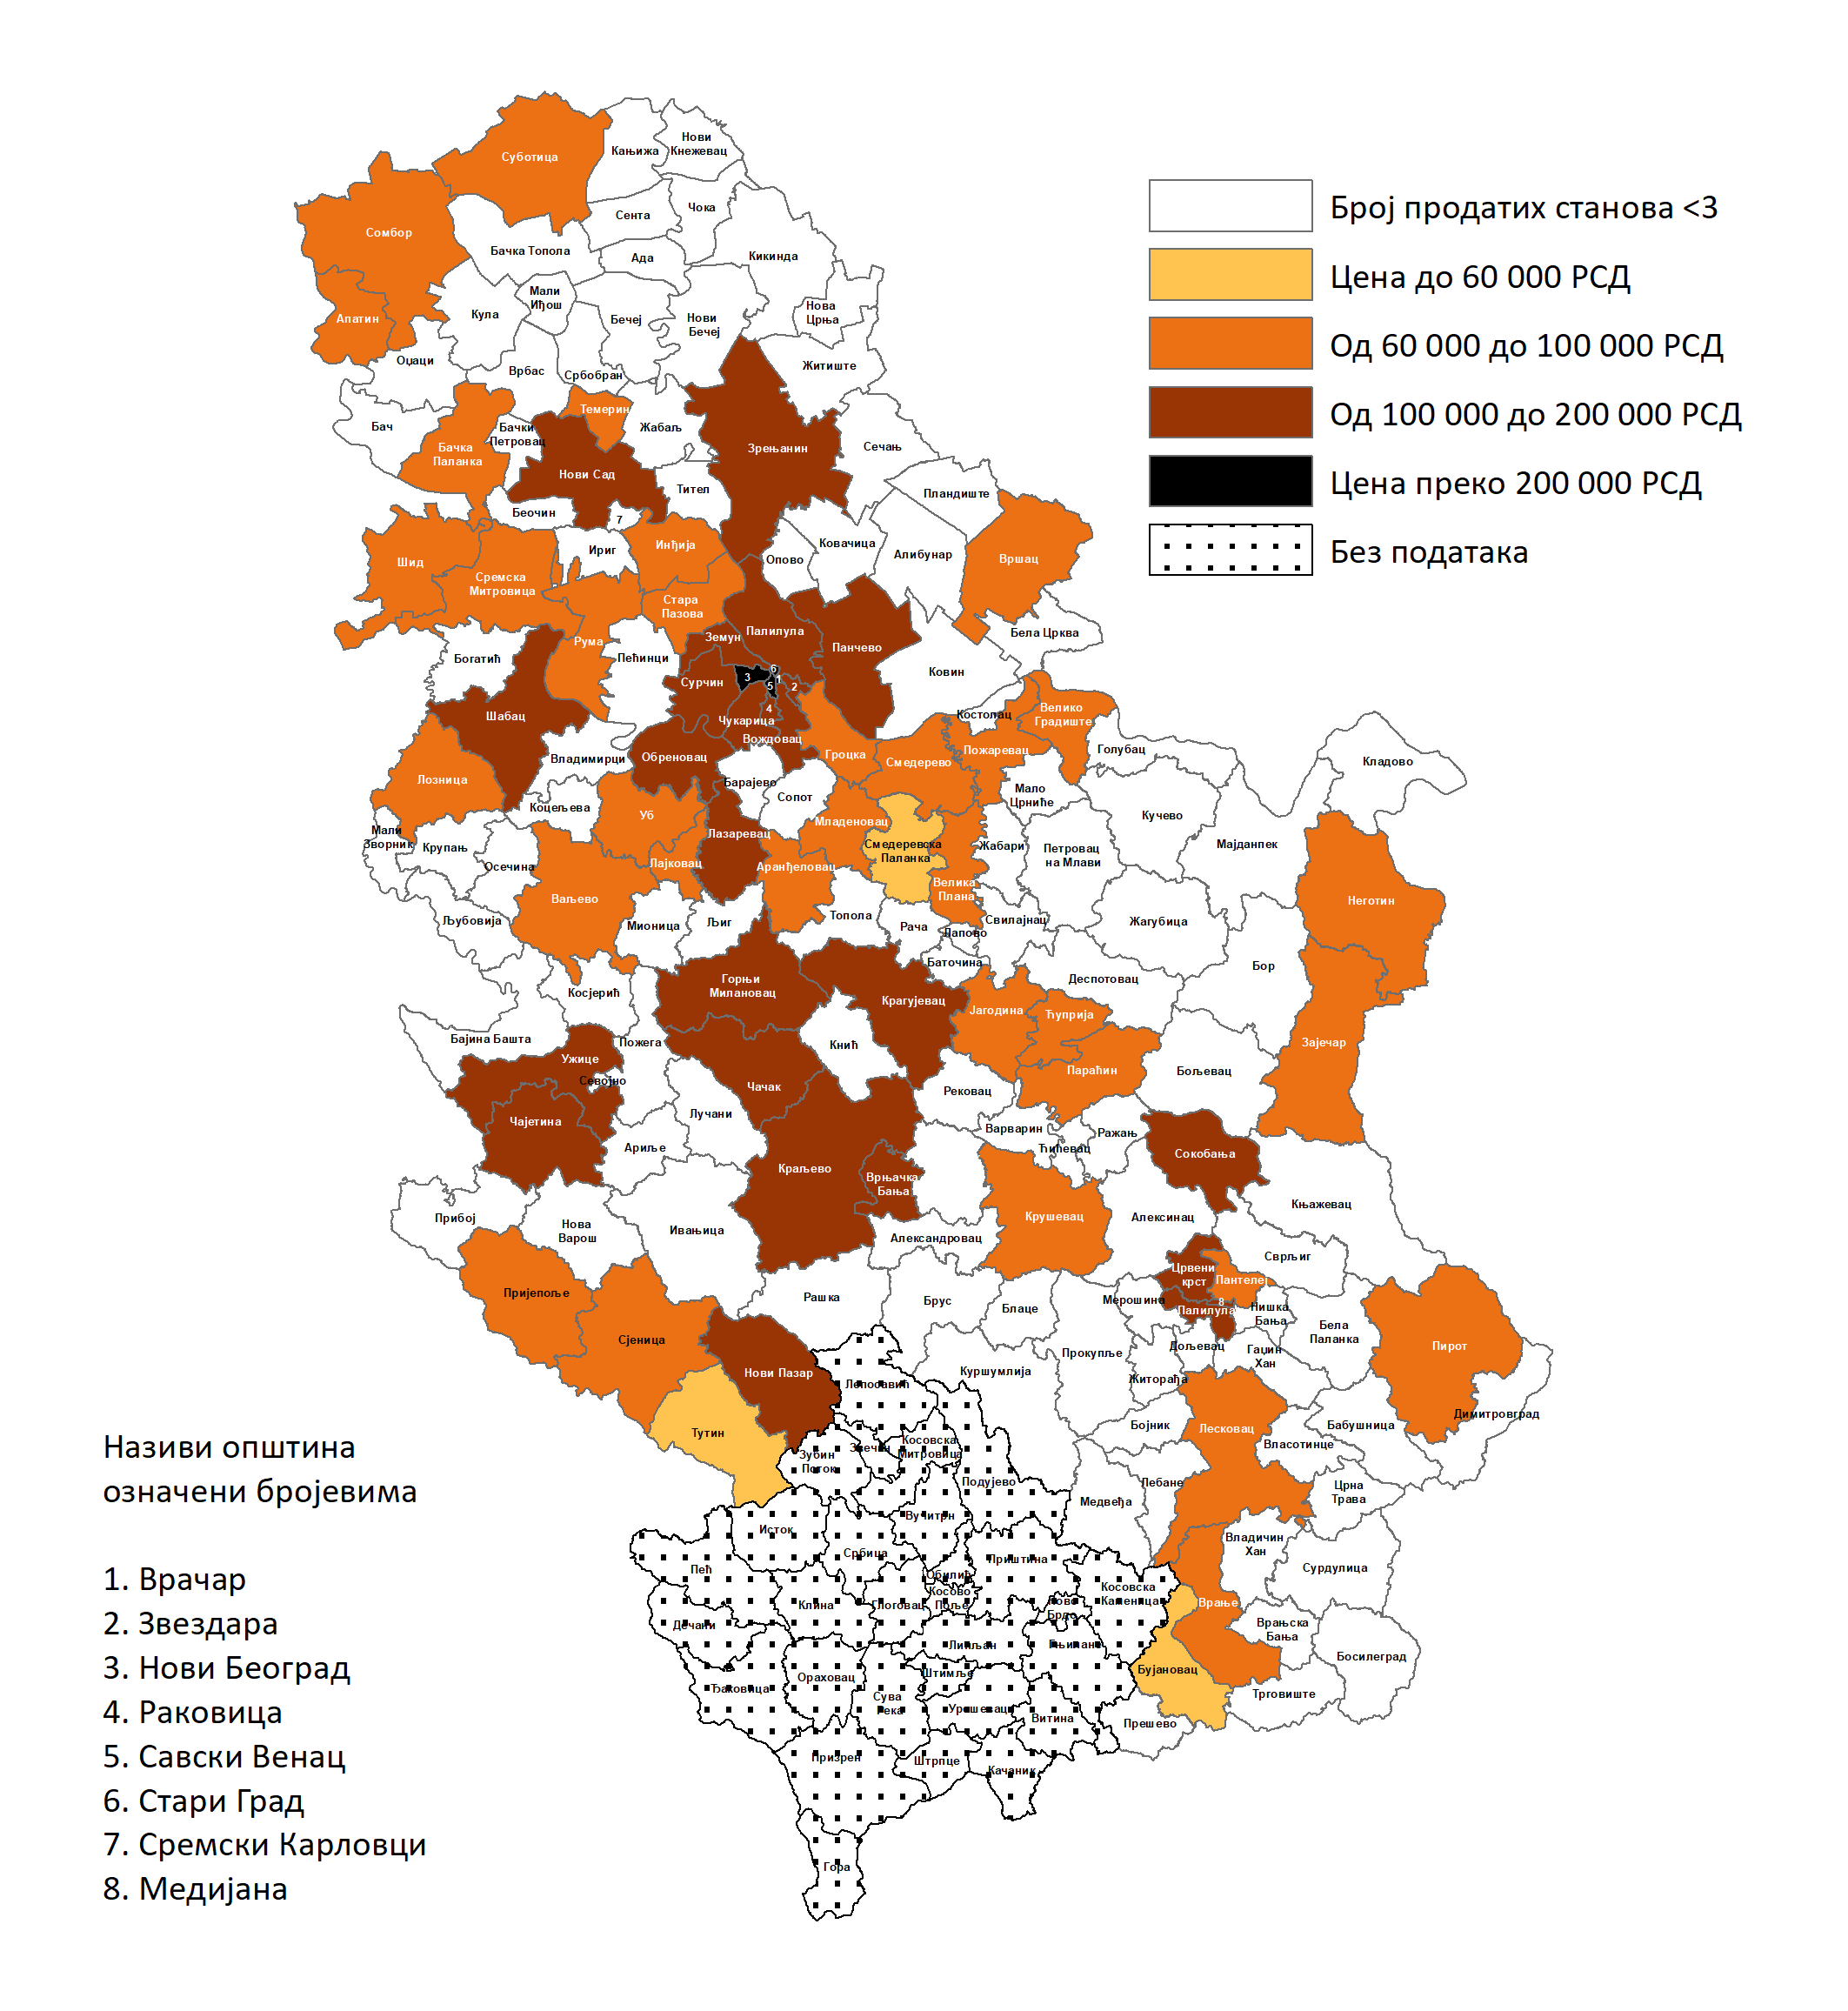 Број продатих станова <3
Цена до 60 000 РСД
Од 60 000 до 100 000 РСД
Од 100 000 до 200 000 РСД
Цена преко 200 000 РСД
Без података
Суботица
Кањижа
Нови
Кнежевац
Сомбор
Сента
Чока
Бачка Топола
Ада
Кикинда
Апатин
Кула
Мали
Иђош
Бечеј
Нови
Бечеј
Нова
Црња
Оџаци
Врбас
Србобран
Житиште
Бач
Темерин
Жабаљ
Бачки
Петровац
Бачка
Паланка
Зрењанин
Сечањ
Нови Сад
Тител
Пландиште
Беочин
7
Ириг
Инђија
Опово
Ковачица
Алибунар
Вршац
Шид
Сремска
Митровица
Стара
Пазова
Рума
Земун
Палилула
Панчево
Бела Црква
Богатић
Пећинци
Ковин
Сурчин
3
6
1
5
2
4
Шабац
Чукарица
Вождовац
Костолац
Велико
Градиште
Владимирци
Обреновац
Гроцка
Смедерево
Пожаревац
Голубац
Кладово
Лозница
Барајево
Сопот
Мало
Црниће
Коцељева
Уб
Младеновац
Кучево
Мали
Зворник
Крупањ
Лазаревац
Смедеревска
Паланка
Жабари
Петровац
на Млави
Мајданпек
Осечина
Лајковац
Аранђеловац
Велика
Плана
Ваљево
Неготин
Љубовија
Мионица
Љиг
Топола
Рача
Лапово
Свилајнац
Жагубица
Баточина
Бор
Косјерић
Горњи
Милановац
Крагујевац
Деспотовац
Јагодина
Ћуприја
Бајина Башта
Пожега
Кнић
Зајечар
Ужице
Севојно
Чачак
Параћин
Бољевац
Рековац
Чајетина
Лучани
Варварин
Ражањ
Ариље
Ћићевац
Сокобања
Краљево
Врњачка
Бања
Књажевац
Прибој
Нова
Варош
Ивањица
Крушевац
Алексинац
Александровац
Сврљиг
Црвени
крст
Пантелеј
Пријепоље
Рашка
Брус
Блаце
Мерошина
8
Палилула
Нишка
Бања
Бела
Паланка
Сјеница
Дољевац
Гаџин
Хан
Прокупље
Пирот
Нови Пазар
Куршумлија
Житорађа
Лепосавић
Димитровград
Тутин
Бојник
Лесковац
Бабушница
Звечан
Косовска
Митровица
Власотинце
Зубин
Поток
Подујево
Лебане
Црна
Трава
Медвеђа
Исток
Вучитрн
Владичин
Хан
Србица
Приштина
Сурдулица
Пећ
Обилић
Косово
Поље
Косовска
Каменица
Клина
Глоговац
Ново
Брдо
Врање
Дечани
Врањска
Бања
Липљан
Гњилане
Босилеград
Ораховац
Штимље
Бујановац
Ђаковица
Сува
Река
Урошевац
Витина
Трговиште
Прешево
Призрен
Штрпце
Качаник
Гора
Називи општина
означени бројевима
1. Врачар
2. Звездара
3. Нови Београд
4. Раковица
5. Савски Венац
6. Стари Град
7. Сремски Карловци
8. Медијана